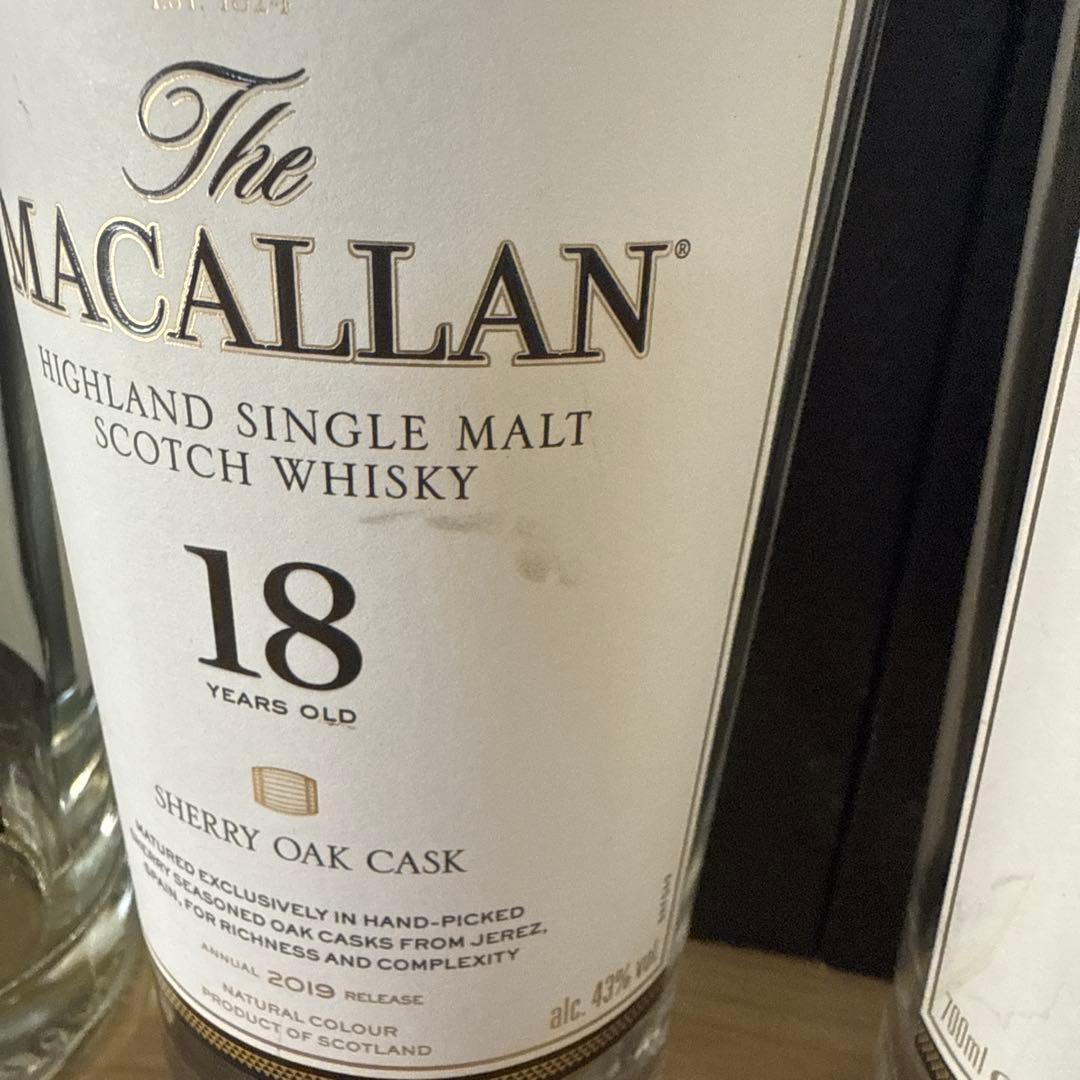 EST. 1824
The
MACALLAN®
HIGHLAND SINGLE MALT
SCOTCH WHISKY
18
YEARS OLD
SHERRY OAK CASK
MATURED EXCLUSIVELY IN HAND-PICKED
SHERRY SEASONED OAK CASKS FROM JEREZ,
SPAIN, FOR RICHNESS AND COMPLEXITY
ANNUAL 2019 RELEASE
NATURAL COLOUR
PRODUCT OF SCOTLAND
alc. 43% vol
700ml